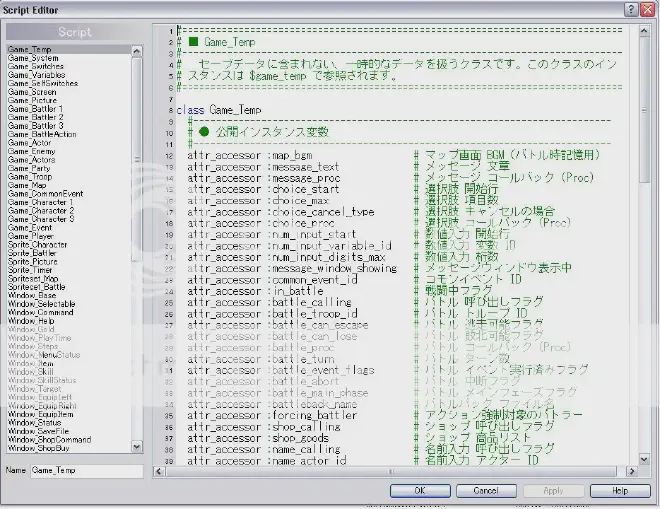 Script Editor
Script
Game_Temp
Game_System
Game_Switches
Game_Variables
Game_SelfSwitches
Game_Screen
Game_Picture
Game_Battler 1
Game_Battler 2
Game_Battler 3
Game_BattleAction
Game_Actor
Game_Enemy
Game_Actors
Game_Party
Game_Troop
Game_Map
Game_CommonEvent
Game_Character 1
Game_Character 2
Game_Character 3
Game_Event
Game_Player
Sprite_Character
Sprite_Battler
Sprite_Picture
Sprite_Timer
Spriteset_Map
Spriteset_Battle
Window_Base
Window_Selectable
Window_Command
Window_Help
Window_Gold
Window_PlayTime
Window_Steps
Window_MenuStatus
Window_Item
Window_Skill
Window_SkillStatus
Window_Target
Window_EquipLeft
Window_EquipRight
Window_EquipItem
Window_Status
Window_SaveFile
Window_ShopCommand
Window_ShopBuy
Name Game_Temp
1 #------------------------------------------------------------------------------
2 # ■ Game_Temp
3 #------------------------------------------------------------------------------
4 # セーブデータに含まれない、一時的なデータを扱うクラスです。このクラスのイン
5 # スタンスは $game_temp で参照されます。
6 #------------------------------------------------------------------------------
7
8 class Game_Temp
9 #--------------------------------------------------------------------------
10 # ● 公開インスタンス変数
11 #--------------------------------------------------------------------------
12 attr_accessor :map_bgm # マップ画面 BGM (バトル時記憶用)
13 attr_accessor :message_text # メッセージ 文章
14 attr_accessor :message_proc # メッセージ コールバック (Proc)
15 attr_accessor :choice_start # 選択肢 開始行
16 attr_accessor :choice_max # 選択肢 項目数
17 attr_accessor :choice_cancel_type # 選択肢 キャンセルの場合
18 attr_accessor :choice_proc # 選択肢 コールバック (Proc)
19 attr_accessor :num_input_start # 数値入力 開始行
20 attr_accessor :num_input_variable_id # 数値入力 変数 ID
21 attr_accessor :num_input_digits_max # 数値入力 桁数
22 attr_accessor :message_window_showing # メッセージウィンドウ表示中
23 attr_accessor :common_event_id # コモンイベント ID
24 attr_accessor :in_battle # 戦闘中フラグ
25 attr_accessor :battle_calling # バトル 呼び出しフラグ
26 attr_accessor :battle_troop_id # バトル トループ ID
27 attr_accessor :battle_can_escape # バトル 逃走可能フラグ
28 attr_accessor :battle_can_lose # バトル 敗北可能フラグ
29 attr_accessor :battle_proc # バトル コールバック (Proc)
30 attr_accessor :battle_turn # バトル ターン数
31 attr_accessor :battle_event_flags # バトル イベント実行済みフラグ
32 attr_accessor :battle_abort # バトル 中断フラグ
33 attr_accessor :battle_main_phase # バトル メインフェーズフラグ
34 attr_accessor :battleback_name # バトルバック ファイル名
35 attr_accessor :forcing_battler # アクション強制対象のバトラー
36 attr_accessor :shop_calling # ショップ 呼び出しフラグ
37 attr_accessor :shop_goods # ショップ 商品リスト
38 attr_accessor :name_calling # 名前入力 呼び出しフラグ
39 attr_accessor :name_actor_id # 名前入力 アクター ID
OK Cancel Apply Help